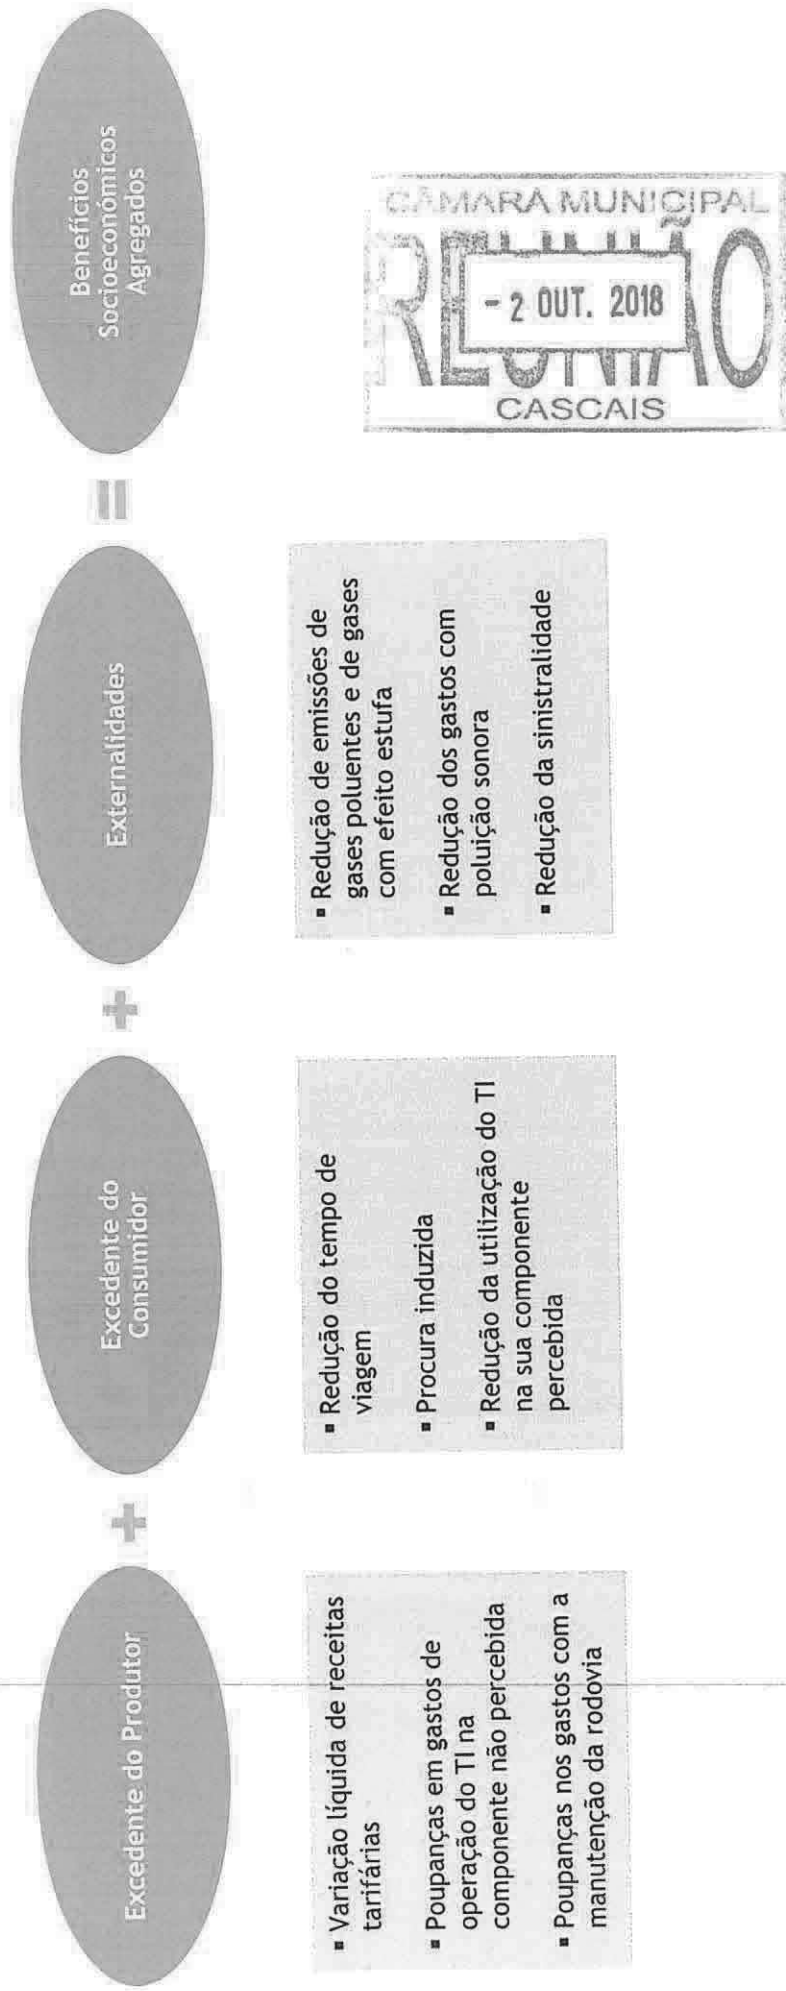 Excedente do Produtor
+
Excedente do
Consumidor
+
Externalidades
=
Benefícios
Socioeconómicos
Agregados
▪ Variação líquida de receitas
tarifárias
▪ Poupanças em gastos de
operação do TI na
componente não percebida
▪ Poupanças nos gastos com a
manutenção da rodovia
▪ Redução do tempo de
viagem
▪ Procura induzida
▪ Redução da utilização do TI
na sua componente
percebida
▪ Redução de emissões de
gases poluentes e de gases
com efeito estufa
▪ Redução dos gastos com
poluição sonora
▪ Redução da sinistralidade
CÂMARA MUNICIPAL
REUNIÃO
- 2 OUT. 2018
CASCAIS